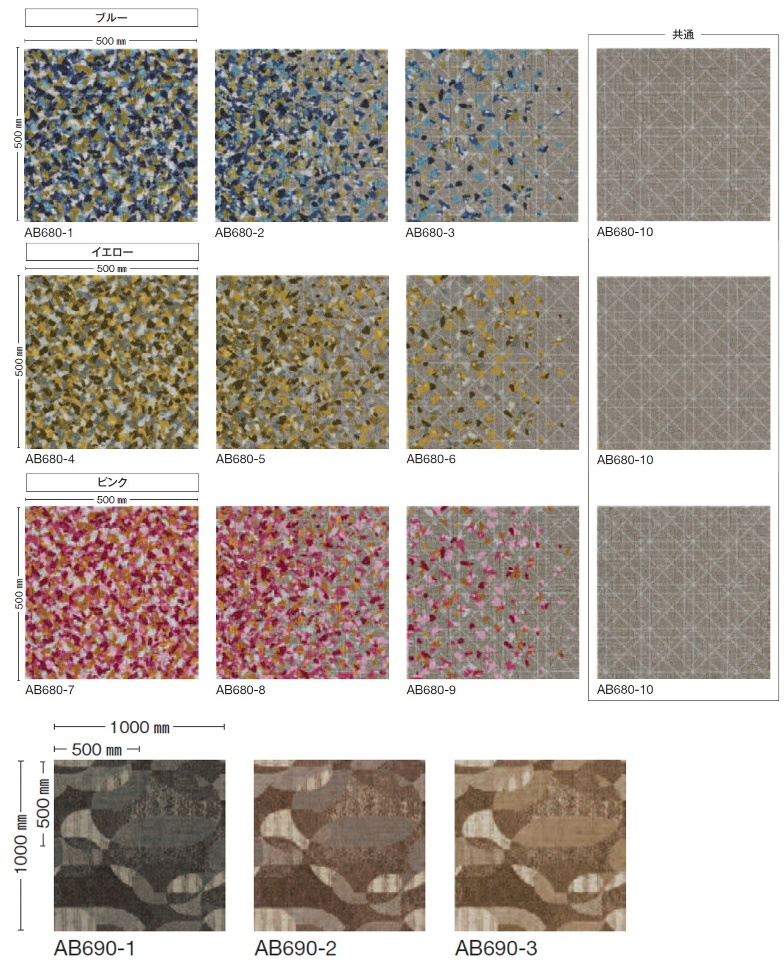 ブルー
500 mm
共通
500 mm
AB680-1
AB680-2
AB680-3
AB680-10
イエロー
500 mm
500 mm
AB680-4
AB680-5
AB680-6
AB680-10
ピンク
500 mm
500 mm
AB680-7
AB680-8
AB680-9
AB680-10
1000 mm
500 mm
500 mm
1000 mm
AB690-1
AB690-2
AB690-3